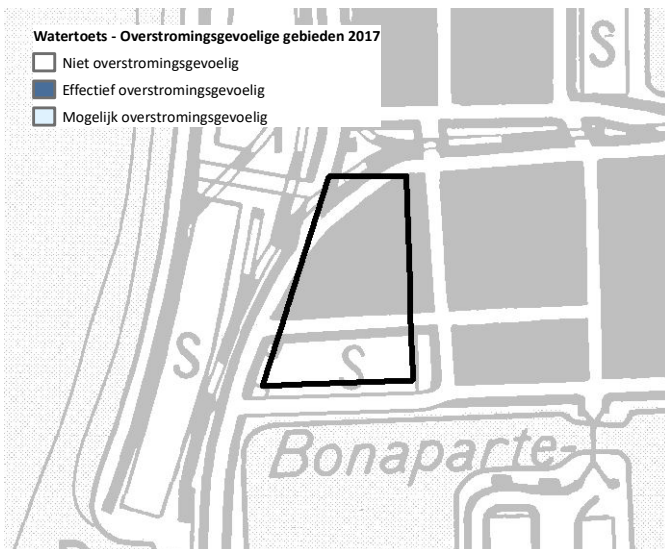 Watertoets - Overstromingsgevoelige gebieden 2017
Niet overstromingsgevoelig
Effectief overstromingsgevoelig
Mogelijk overstromingsgevoelig
S
S
S
Bonaparte-